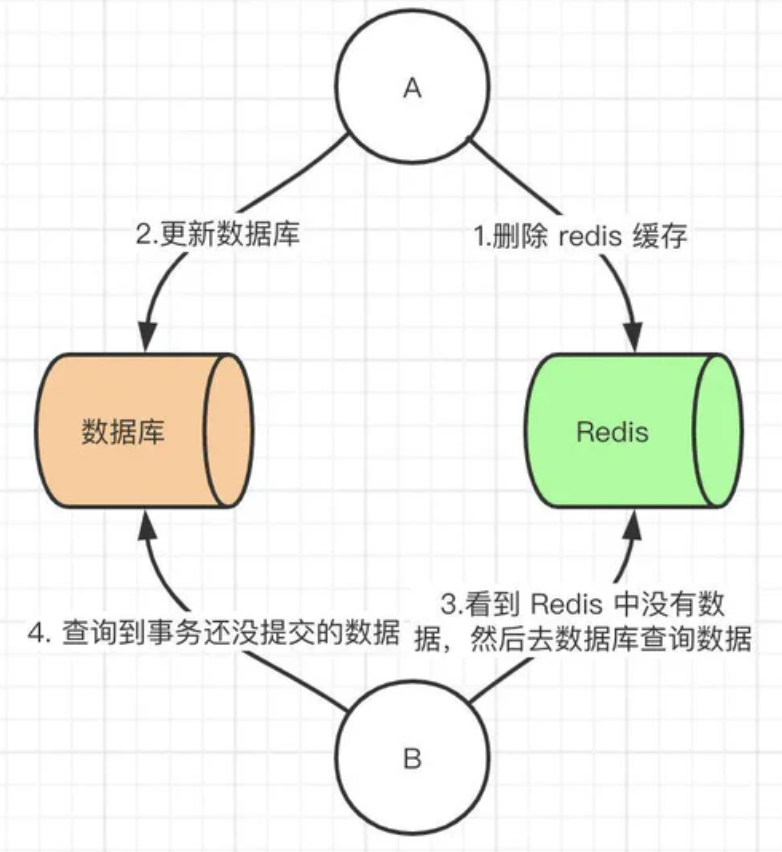 A
2.更新数据库
1.删除 redis 缓存
数据库
Redis
3.看到 Redis 中没有数
据，然后去数据库查询数据
4. 查询到事务还没提交的数据
B